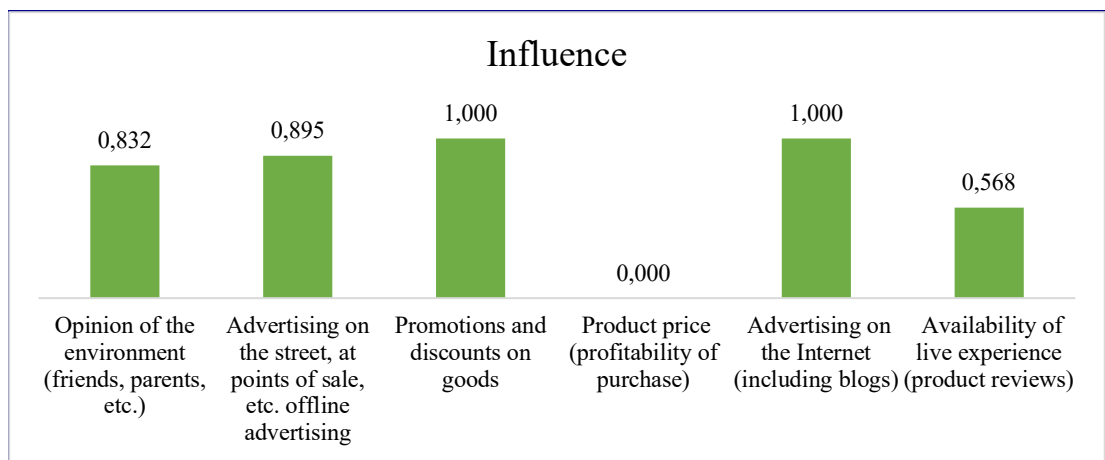 Influence
0,832
0,895
1,000
0,000
1,000
0,568
Opinion of the
environment
(friends, parents,
etc.)
Advertising on
the street, at
points of sale,
etc. offline
advertising
Promotions and
discounts on
goods
Product price
(profitability of
purchase)
Advertising on
the Internet
(including blogs)
Availability of
live experience
(product reviews)